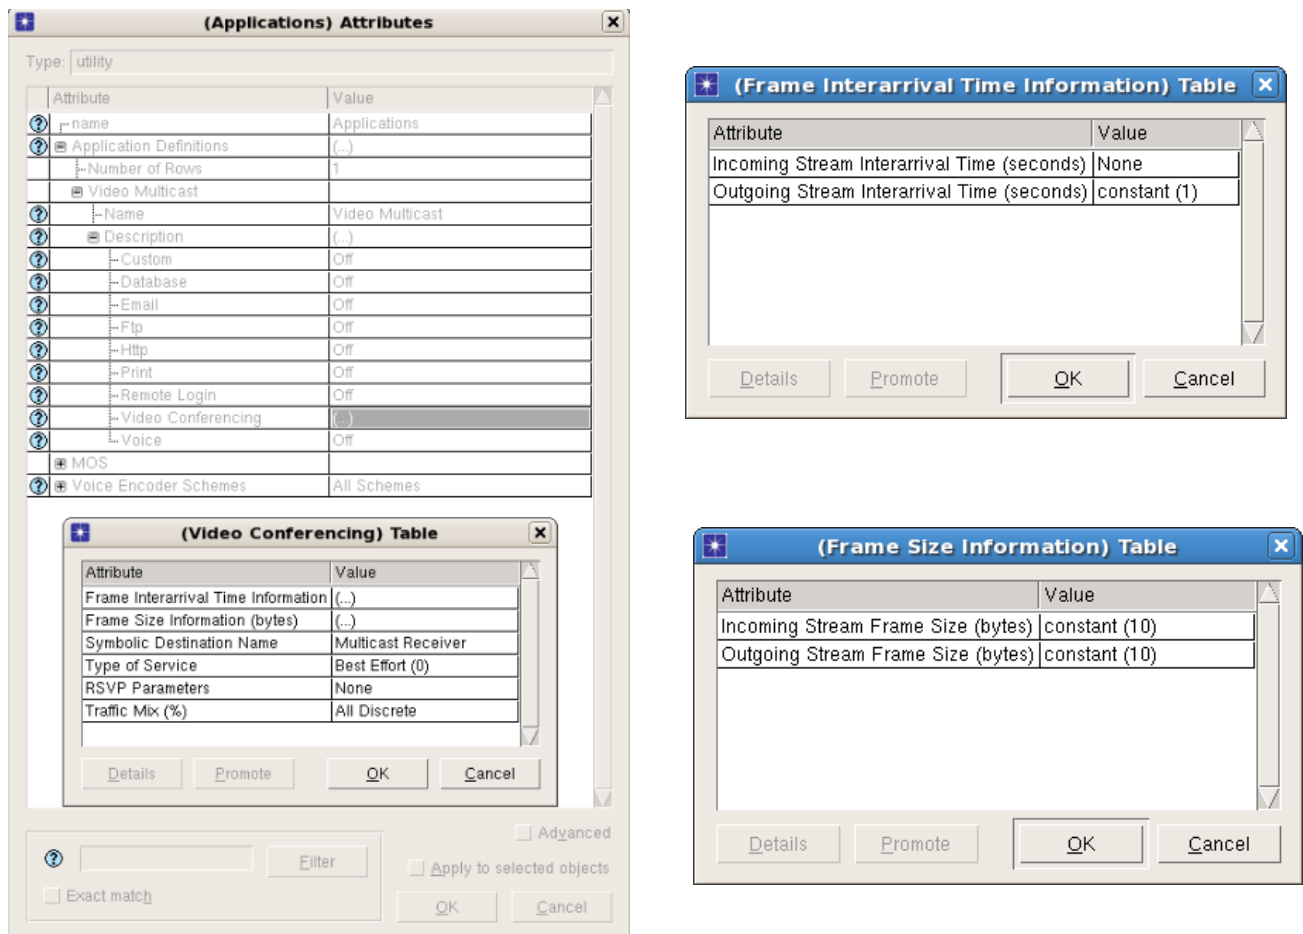 (Applications) Attributes
Type: utility
Attribute Value
name Applications
Application Definitions (...)
Number of Rows 1
Video Multicast
Name Video Multicast
Description (...)
Custom Off
Database Off
Email Off
Ftp Off
Http Off
Print Off
Remote Login Off
Video Conferencing (...)
Voice Off
MOS
Voice Encoder Schemes All Schemes
(Video Conferencing) Table
Attribute Value
Frame Interarrival Time Information (...)
Frame Size Information (bytes) (...)
Symbolic Destination Name Multicast Receiver
Type of Service Best Effort (0)
RSVP Parameters None
Traffic Mix (%) All Discrete
Details Promote OK Cancel
Advanced
Filter
Apply to selected objects
Exact match
OK Cancel
(Frame Interarrival Time Information) Table
Attribute Value
Incoming Stream Interarrival Time (seconds) None
Outgoing Stream Interarrival Time (seconds) constant (1)
Details Promote OK Cancel
(Frame Size Information) Table
Attribute Value
Incoming Stream Frame Size (bytes) constant (10)
Outgoing Stream Frame Size (bytes) constant (10)
Details Promote OK Cancel